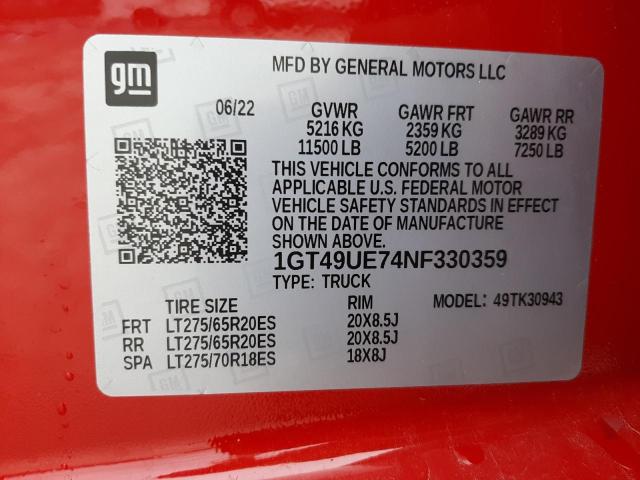 gm
MFD BY GENERAL MOTORS LLC
06/22 GVWR GAWR FRT GAWR RR
5216 KG 2359 KG 3289 KG
11500 LB 5200 LB 7250 LB
THIS VEHICLE CONFORMS TO ALL
APPLICABLE U.S. FEDERAL MOTOR
VEHICLE SAFETY STANDARDS IN EFFECT
ON THE DATE OF MANUFACTURE
SHOWN ABOVE.
1GT49UE74NF330359
TYPE: TRUCK MODEL: 49TK30943
TIRE SIZE RIM
FRT LT275/65R20ES 20X8.5J
RR LT275/65R20ES 20X8.5J
SPA LT275/70R18ES 18X8J